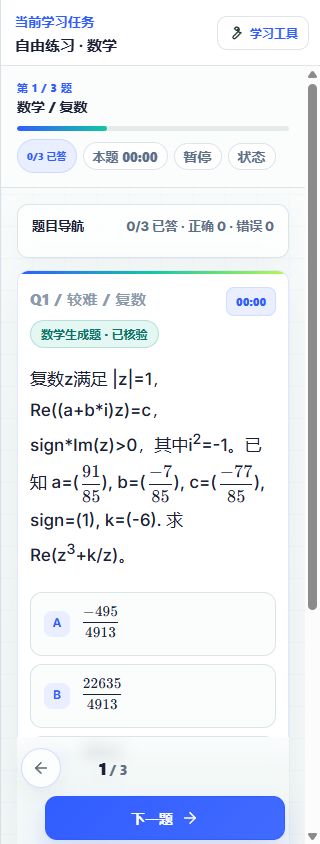 当前学习任务
自由练习 · 数学
学习工具
第 1 / 3 题
数学 / 复数
0/3 已答
本题 00:00
暂停
状态
题目导航
0/3 已答 · 正确 0 · 错误 0
Q1 / 较难 / 复数
00:00
数学生成题 · 已核验
复数z满足 |z|=1,
Re((a+b*i)z)=c,
sign*Im(z)>0，其中i²=-1。已
知 a=(91/85), b=(-7/85), c=(-77/85),
sign=(1), k=(-6). 求
Re(z³+k/z)。
A -495/4913
B 22635/4913
1 / 3
下一题 →